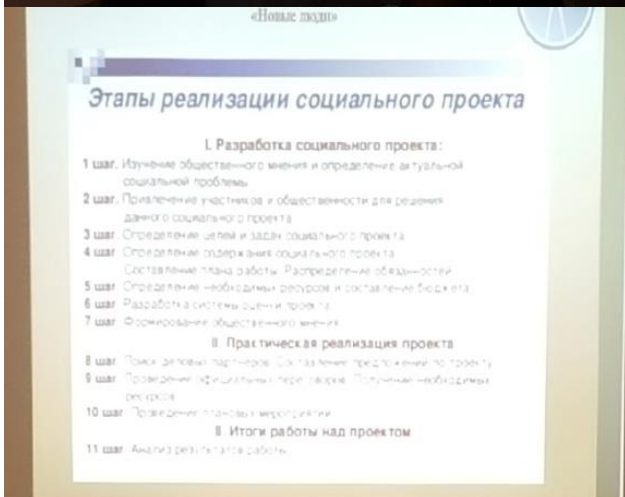 «Новые люди»
Этапы реализации социального проекта
I. Разработка социального проекта:
1 шаг. Изучение общественного мнения и определение актуальной
социальной проблемы
2 шаг. Привлечение участников и общественности для решения
данного социального проекта
3 шаг. Определение целей и задач социального проекта
4 шаг. Определение содержания социального проекта.
Составление плана работы. Распределение обязанностей
5 шаг. Определение необходимых ресурсов и составление бюджета
6 шаг. Разработка системы оценки проекта
7 шаг. Формирование общественного мнения
II. Практическая реализация проекта
8 шаг. Поиск деловых партнеров. Составление предложений по проекту
9 шаг. Проведение официальных переговоров. Получение необходимых
ресурсов
10 шаг. Проведение плановых мероприятий
II. Итоги работы над проектом
11 шаг. Анализ результатов работы